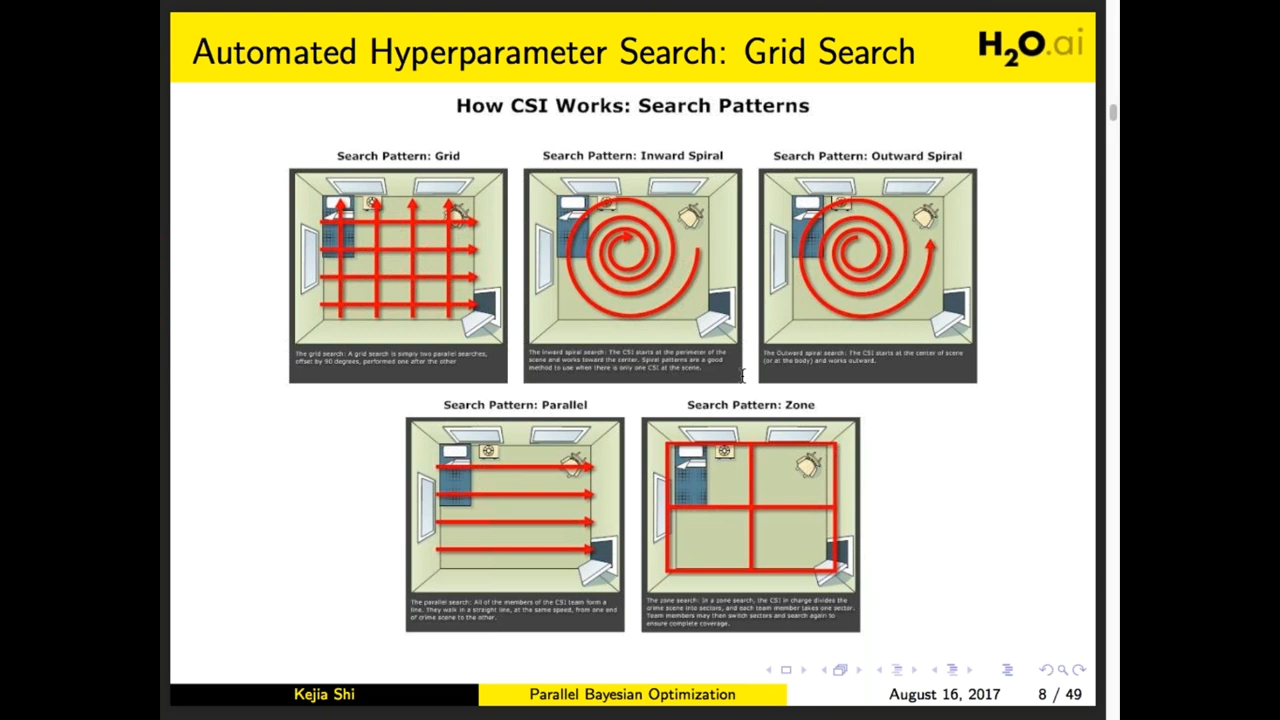 Automated Hyperparameter Search: Grid Search
H2O.ai
How CSI Works: Search Patterns
Search Pattern: Grid
Search Pattern: Inward Spiral
Search Pattern: Outward Spiral
The grid search: A grid search is simply two parallel searches,
offset by 90 degrees, performed one after the other
The inward spiral search: The CSI starts at the perimeter of the
scene and works toward the center. Spiral patterns are a good
method to use when there is only one CSI at the scene.
The Outward spiral search: The CSI starts at the center of scene
(or at the body) and works outward.
Search Pattern: Parallel
Search Pattern: Zone
The parallel search: All of the members of the CSI team form a
line. They walk in a straight line, at the same speed, from one end
of crime scene to the other.
The zone search: In a zone search, the CSI in charge divides the
crime scene into sectors, and each team member takes one sector.
Team members may then switch sectors and search again to
ensure complete coverage.
Kejia Shi
Parallel Bayesian Optimization
August 16, 2017
8 / 49